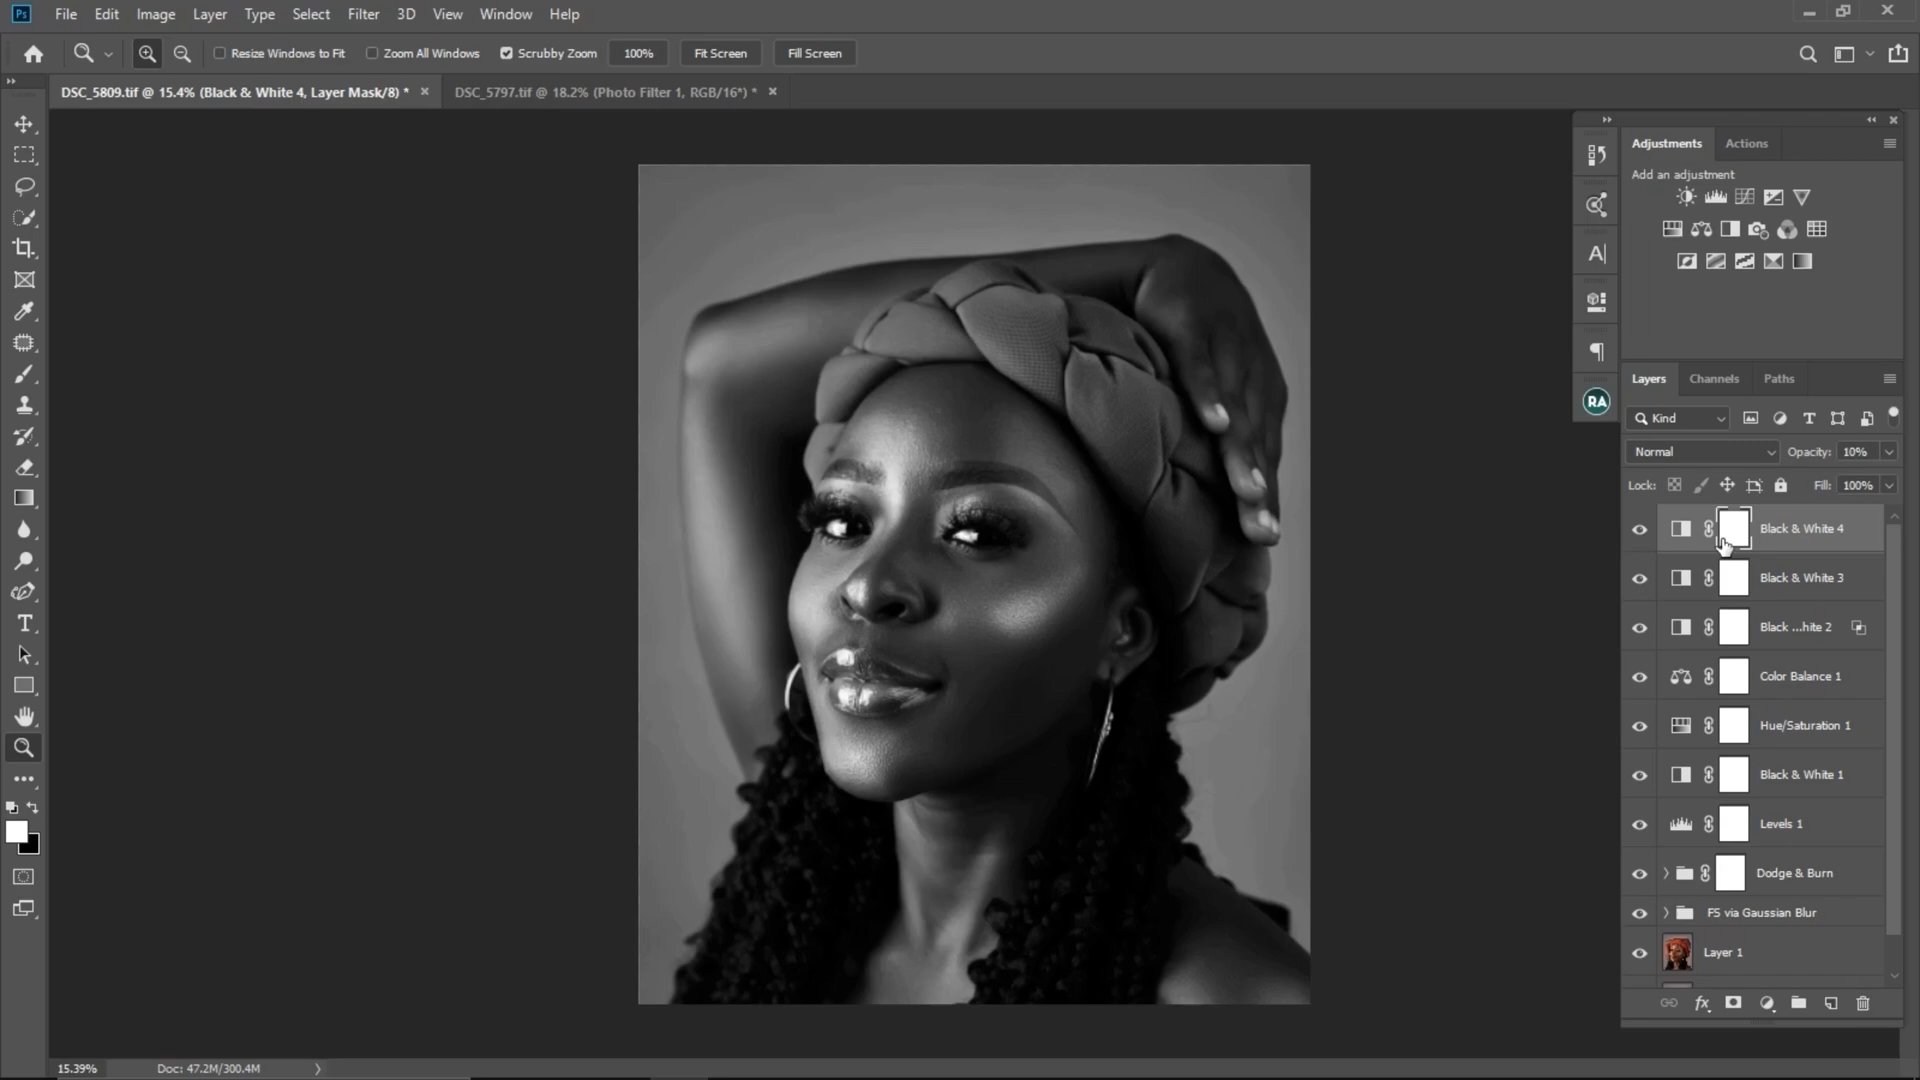 Ps File Edit Image Layer Type Select Filter 3D View Window Help
Resize Windows to Fit Zoom All Windows Scrubby Zoom 100% Fit Screen Fill Screen
DSC_5809.tif @ 15.4% (Black & White 4, Layer Mask/8) * × DSC_5797.tif @ 18.2% (Photo Filter 1, RGB/16*) * ×
Adjustments Actions
Add an adjustment
A|
RA
Layers Channels Paths
Kind T
Normal Opacity: 10%
Lock: Fill: 100%
Black & White 4
Black & White 3
Black ...hite 2
Color Balance 1
Hue/Saturation 1
Black & White 1
Levels 1
Dodge & Burn
FS via Gaussian Blur
Layer 1
fx
T
15.39% Doc: 47.2M/300.4M